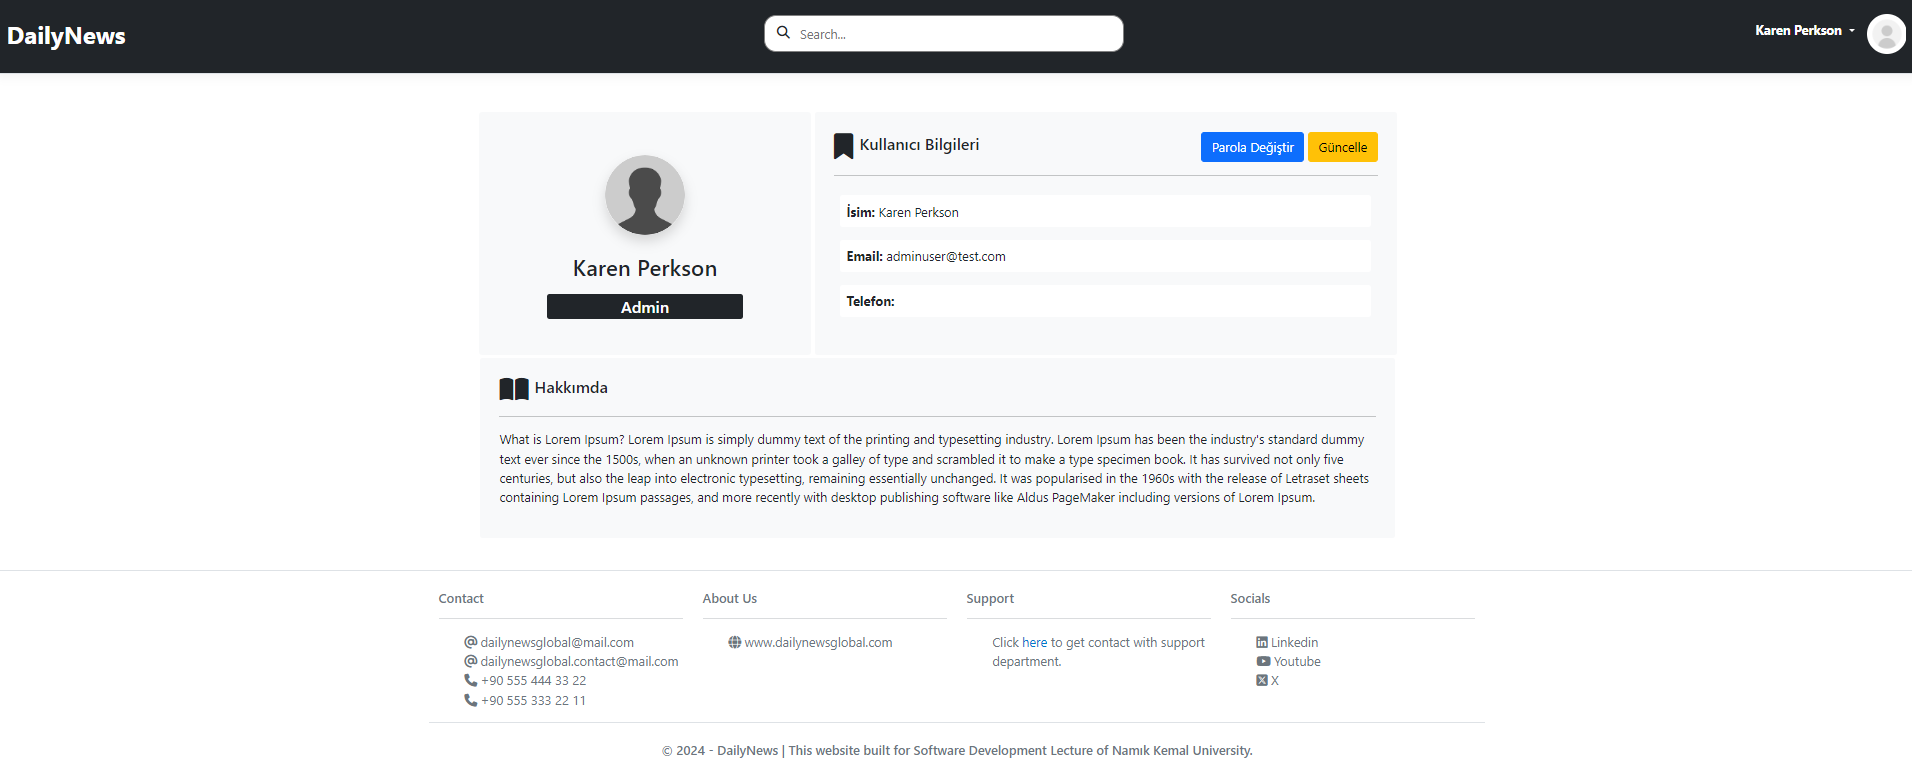 DailyNews
Search...
Karen Perkson
Karen Perkson
Admin
Kullanıcı Bilgileri
Parola Değiştir
Güncelle
İsim: Karen Perkson
Email: adminuser@test.com
Telefon:
Hakkımda
What is Lorem Ipsum? Lorem Ipsum is simply dummy text of the printing and typesetting industry. Lorem Ipsum has been the industry's standard dummy
text ever since the 1500s, when an unknown printer took a galley of type and scrambled it to make a type specimen book. It has survived not only five
centuries, but also the leap into electronic typesetting, remaining essentially unchanged. It was popularised in the 1960s with the release of Letraset sheets
containing Lorem Ipsum passages, and more recently with desktop publishing software like Aldus PageMaker including versions of Lorem Ipsum.
Contact
dailynewsglobal@mail.com
dailynewsglobal.contact@mail.com
+90 555 444 33 22
+90 555 333 22 11
About Us
www.dailynewsglobal.com
Support
Click here to get contact with support
department.
Socials
Linkedin
Youtube
X
© 2024 - DailyNews | This website built for Software Development Lecture of Namık Kemal University.